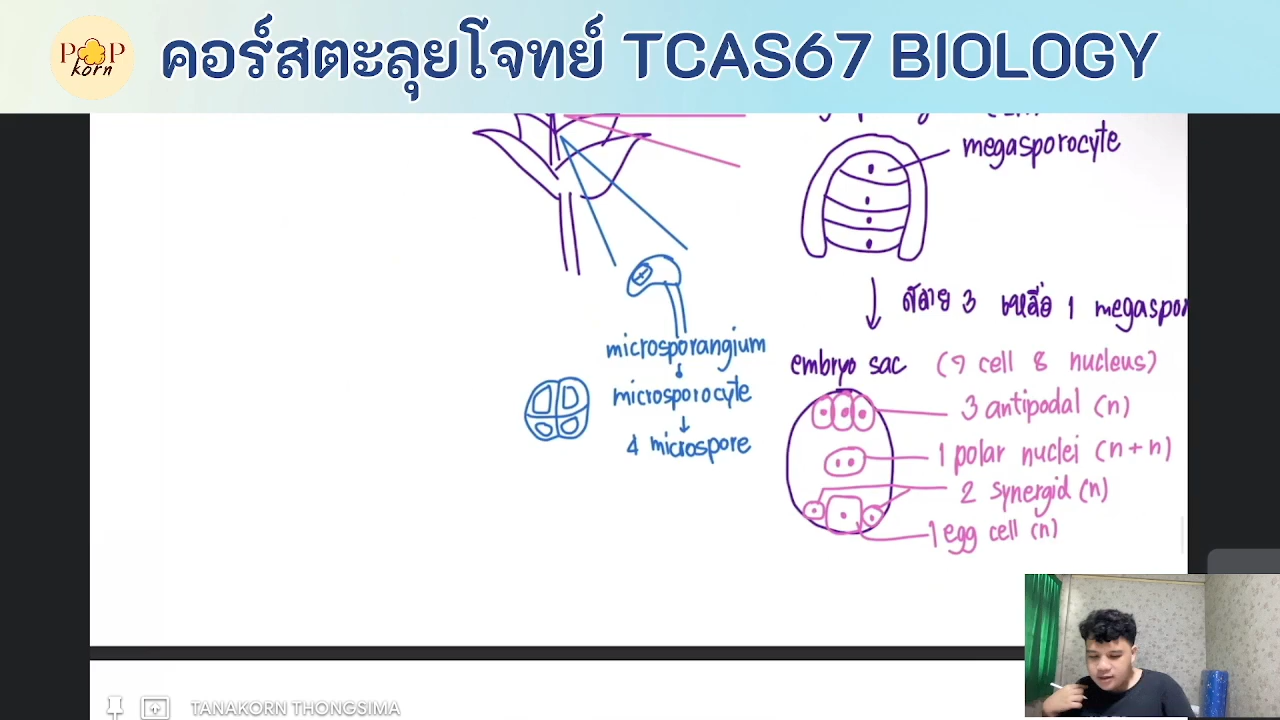 POP
korn
คอร์สตะลุยโจทย์ TCAS67 BIOLOGY
megasporocyte
สลาย 3 เหลือ 1 megaspor
microsporangium
microsporocyte
4 microspore
embryo sac (7 cell 8 nucleus)
3 antipodal (n)
1 polar nuclei (n+n)
2 synergid (n)
1 egg cell (n)
TANAKORN THONGSIMA